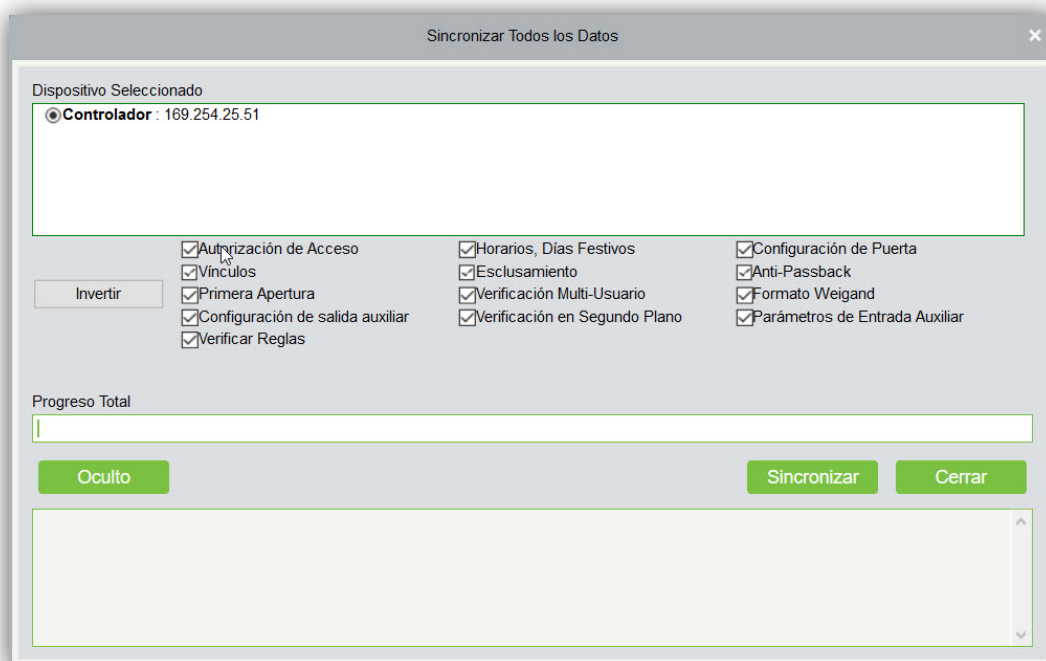 Sincronizar Todos los Datos
Dispositivo Seleccionado
Controlador : 169.254.25.51
Autorización de Acceso Horarios, Días Festivos Configuración de Puerta
Vínculos Esclusamiento Anti-Passback
Invertir Primera Apertura Verificación Multi-Usuario Formato Weigand
Configuración de salida auxiliar Verificación en Segundo Plano Parámetros de Entrada Auxiliar
Verificar Reglas
Progreso Total
Oculto Sincronizar Cerrar